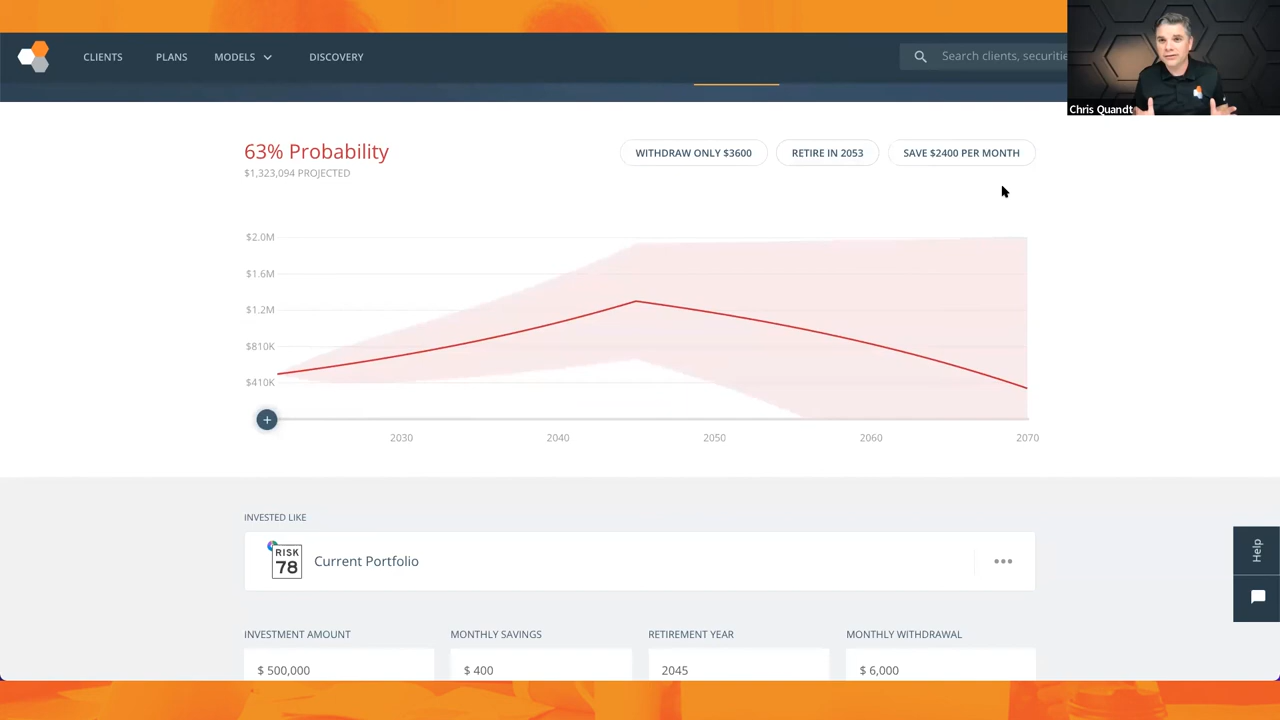 CLIENTS
PLANS
MODELS
DISCOVERY
Search clients, securitie
Chris Quandt
63% Probability
$1,323,094 PROJECTED
WITHDRAW ONLY $3600
RETIRE IN 2053
SAVE $2400 PER MONTH
$2.0M
$1.6M
$1.2M
$810K
$410K
+
2030
2040
2050
2060
2070
INVESTED LIKE
RISK
78
Current Portfolio
Help
INVESTMENT AMOUNT
MONTHLY SAVINGS
RETIREMENT YEAR
MONTHLY WITHDRAWAL
$ 500,000
$ 400
2045
$ 6,000